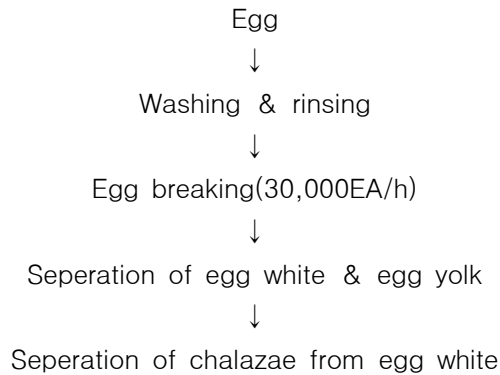 Egg
↓
Washing & rinsing
↓
Egg breaking(30,000EA/h)
↓
Seperation of egg white & egg yolk
↓
Seperation of chalazae from egg white